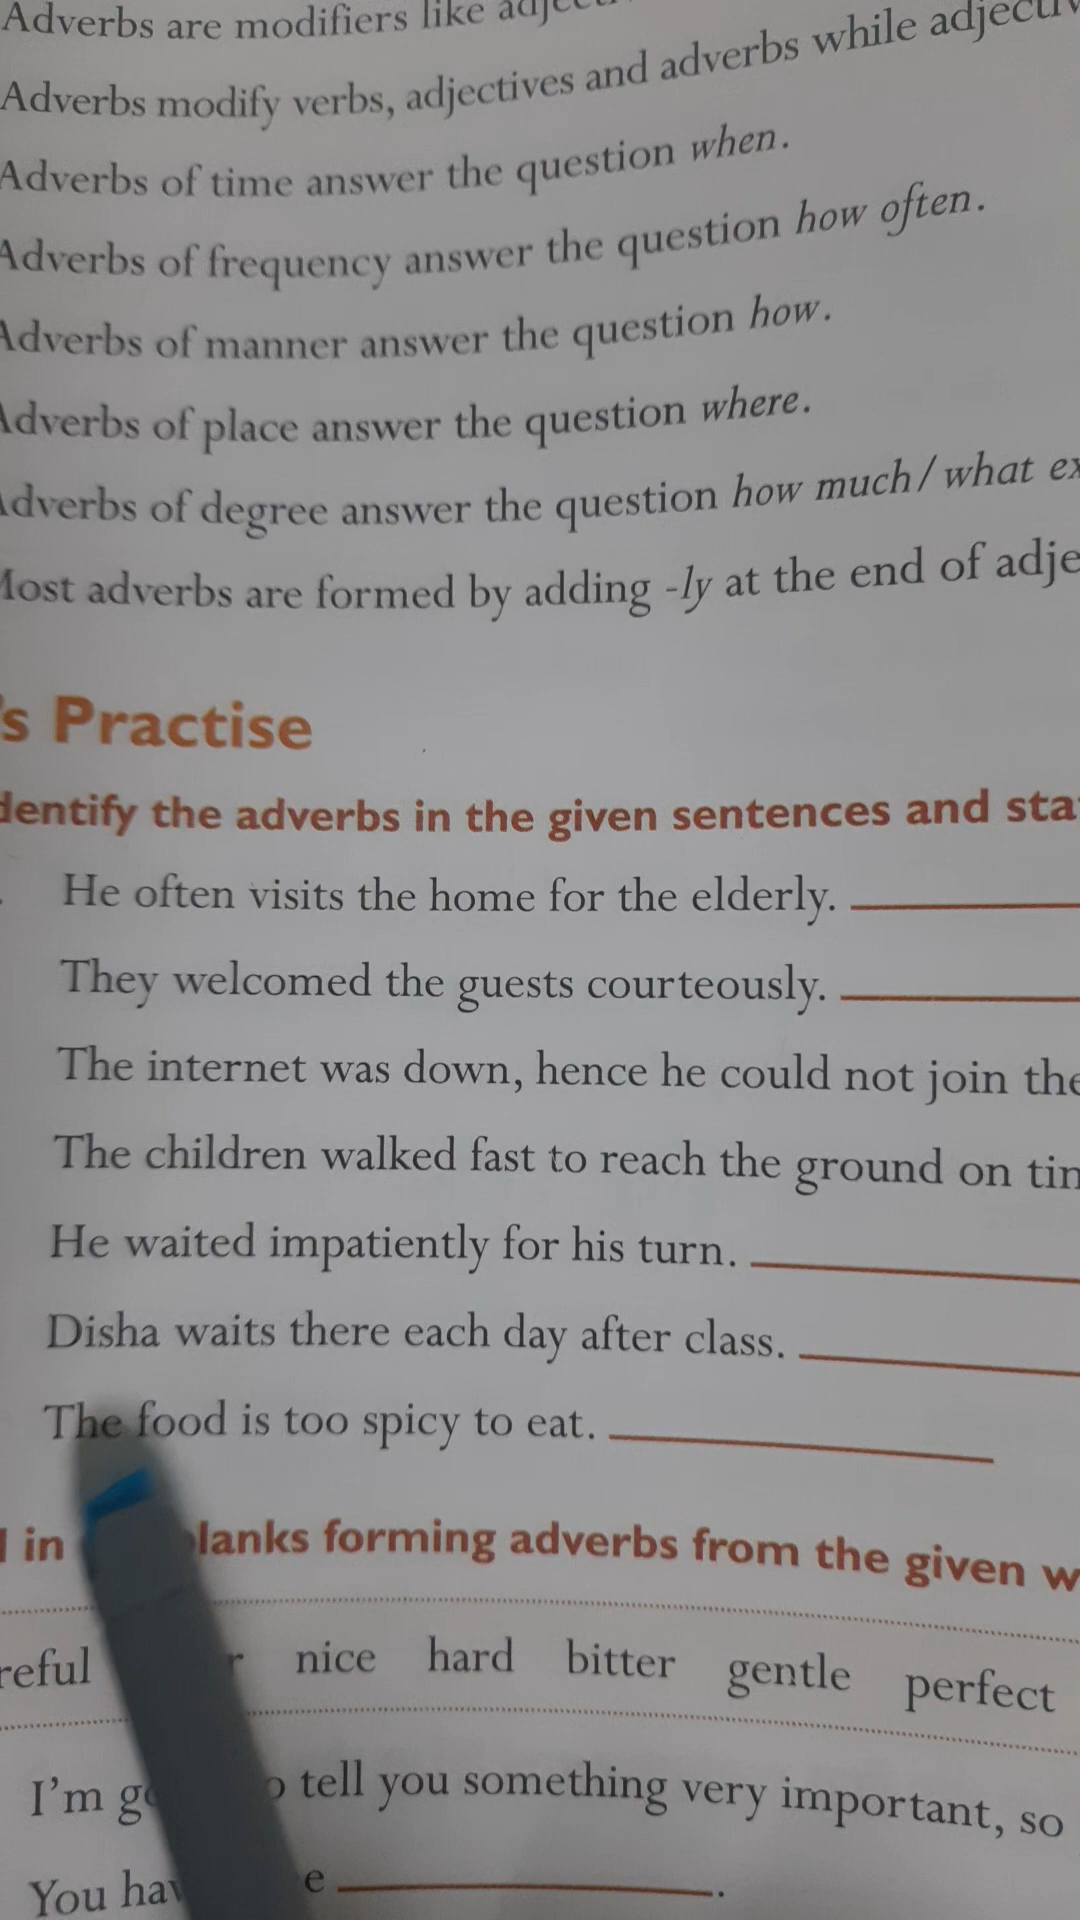 Adverbs are modifiers like
Adverbs modify verbs, adjectives and adverbs while
Adverbs of time answer the question when.
Adverbs of frequency answer the question how often.
Adverbs of manner answer the question how.
Adverbs of place answer the question where.
Adverbs of degree answer the question how much/what
Most adverbs are formed by adding -ly at the end of
's Practise
Identify the adverbs in the given sentences and
He often visits the home for the elderly.
They welcomed the guests courteously.
The internet was down, hence he could not join the
The children walked fast to reach the ground on
He waited impatiently for his turn.
Disha waits there each day after class.
The food is too spicy to eat.
in blanks forming adverbs from the given
nice hard bitter gentle perfect
I'm tell you something very important, so
You